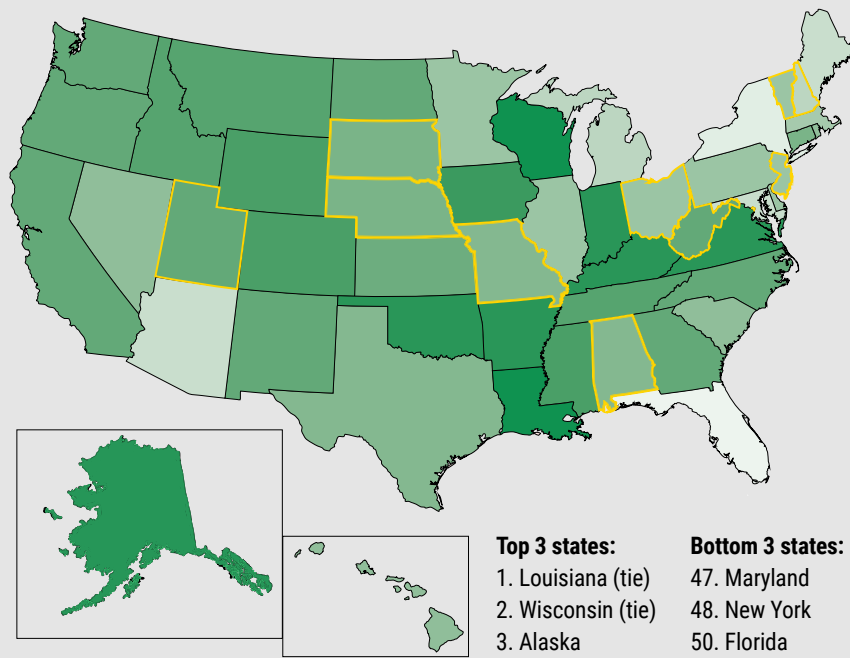 Top 3 states:
1. Louisiana (tie)
2. Wisconsin (tie)
3. Alaska
Bottom 3 states:
47. Maryland
48. New York
50. Florida